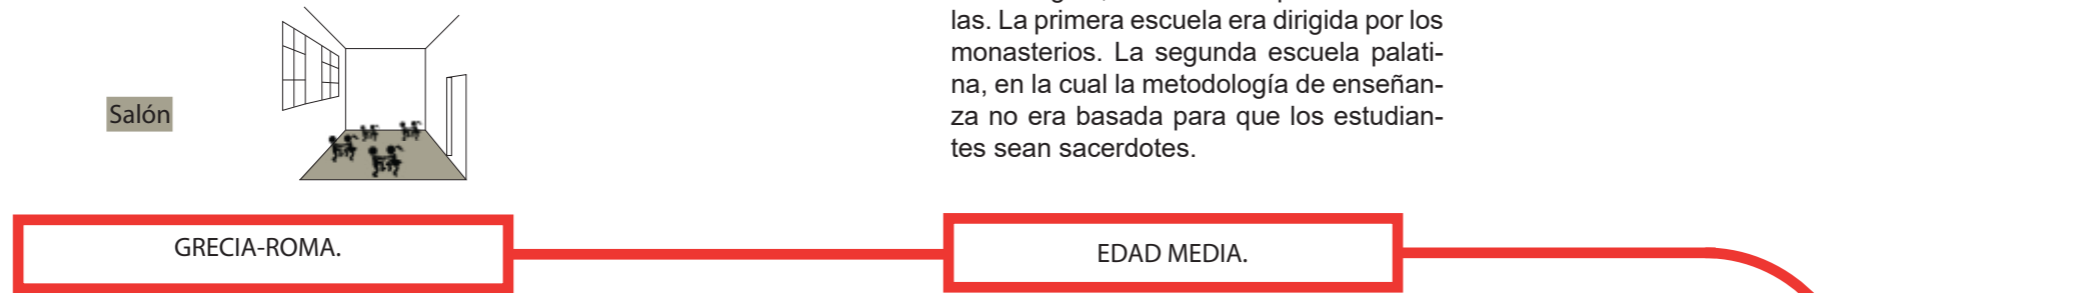 Salón
las. La primera escuela era dirigida por los
monasterios. La segunda escuela palati-
na, en la cual la metodología de enseñan-
za no era basada para que los estudian-
tes sean sacerdotes.
GRECIA-ROMA.
EDAD MEDIA.